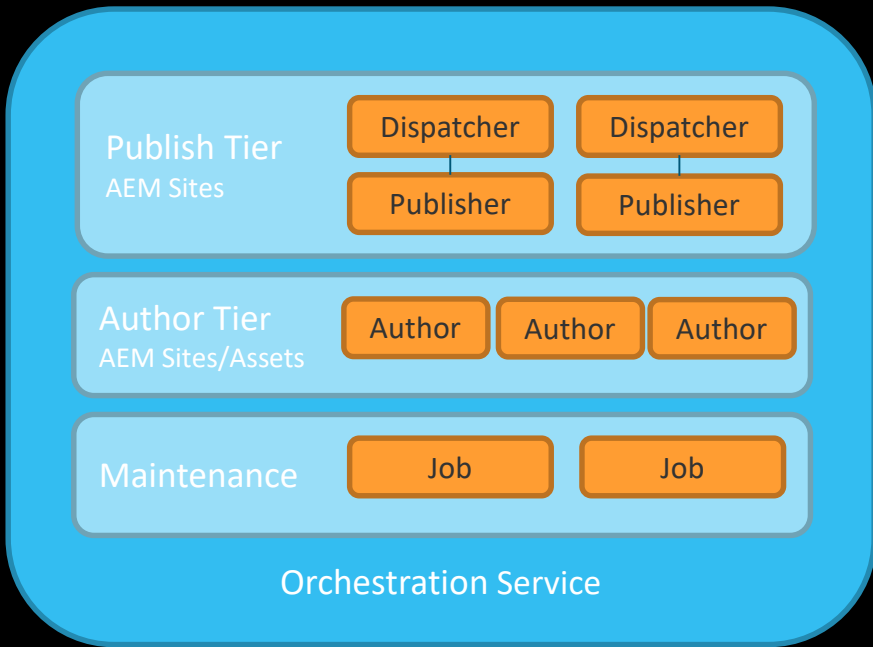 Publish Tier
AEM Sites
Dispatcher
Dispatcher
Publisher
Publisher
Author Tier
AEM Sites/Assets
Author
Author
Author
Maintenance
Job
Job
Orchestration Service